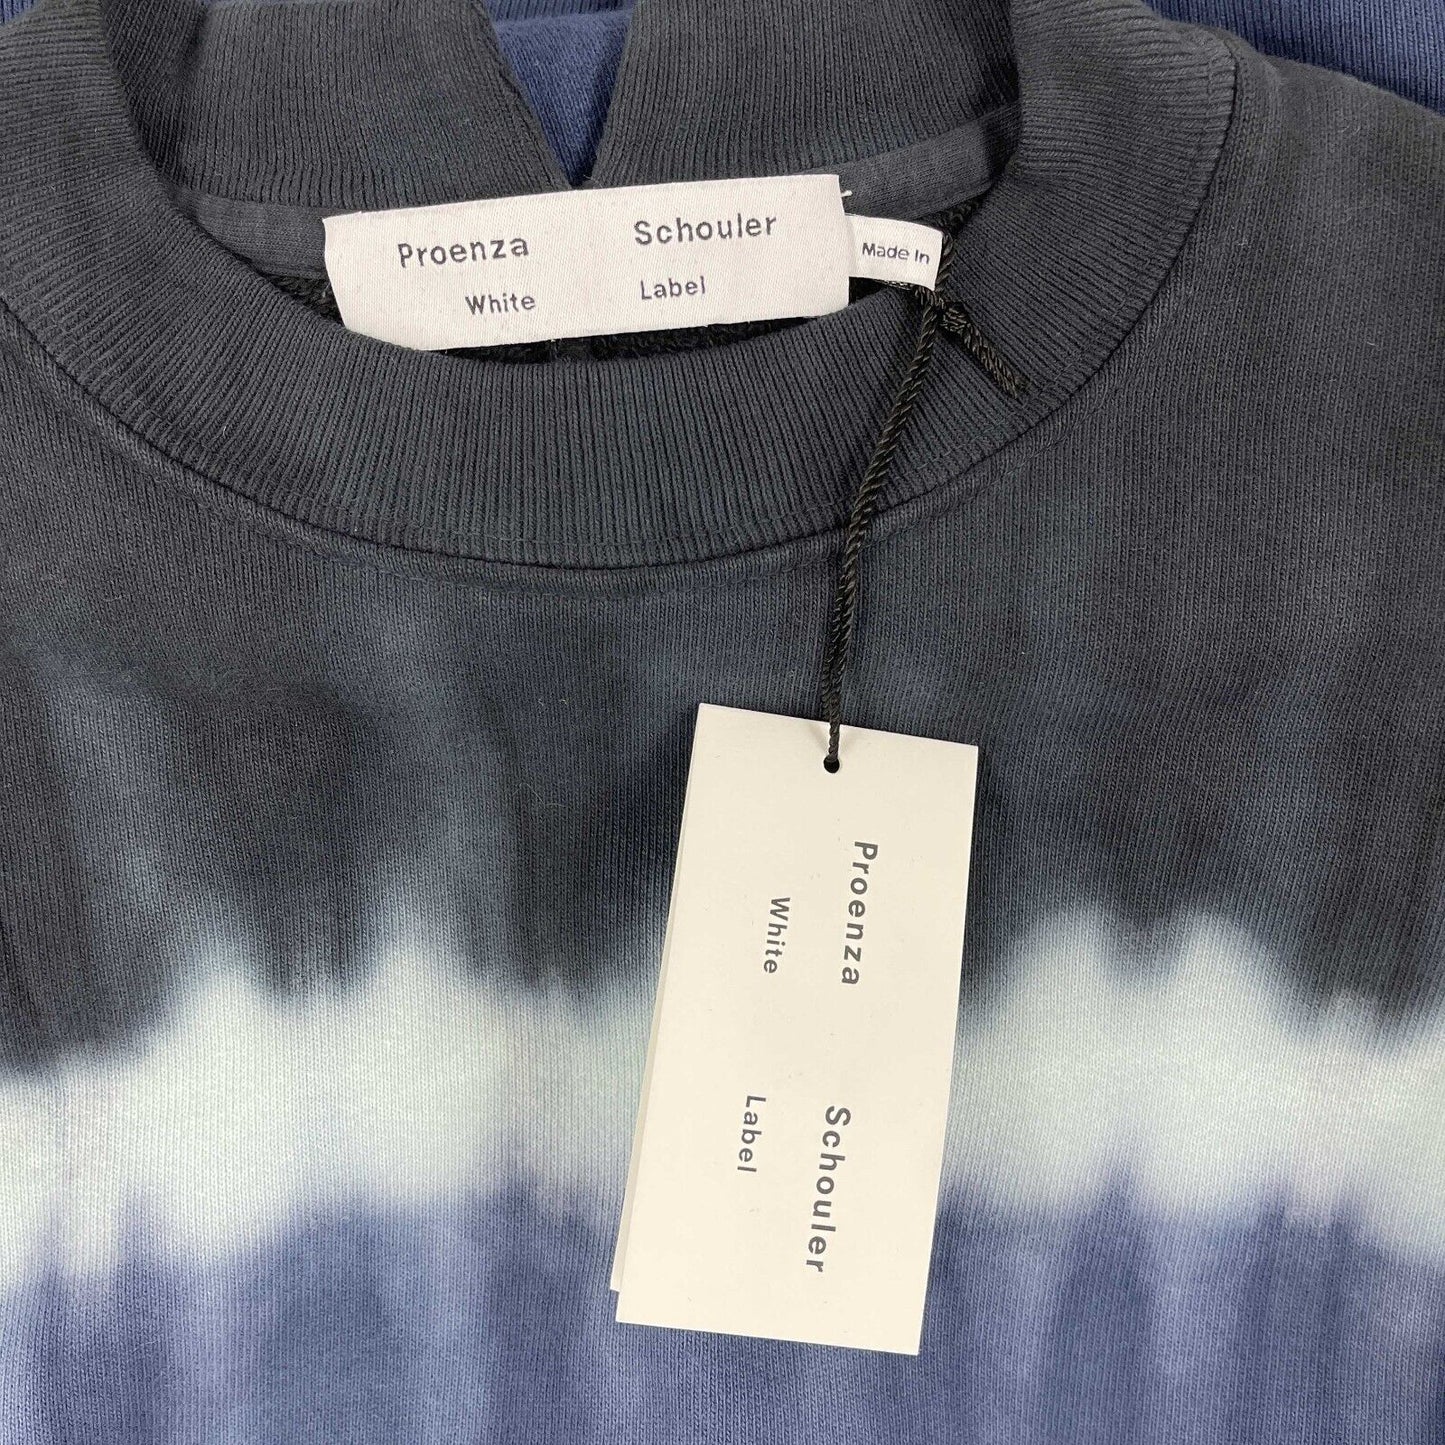 Proenza Schouler
White Label
Made In
Proenza Schouler
White Label